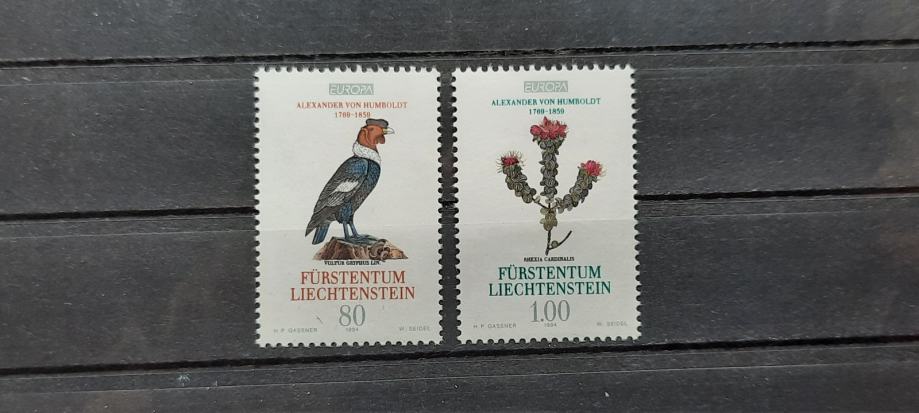 EUROPA
ALEXANDER VON HUMBOLDT
1769-1859
VULTUR GRYPHUS LIN.
FÜRSTENTUM
LIECHTENSTEIN
80
H. P. GASSNER 1994 W. SEIDEL
EUROPA
ALEXANDER VON HUMBOLDT
1769-1859
RHEXIA CARDINALIS
FÜRSTENTUM
LIECHTENSTEIN
1.00
H. P. GASSNER 1994 W. SEIDEL